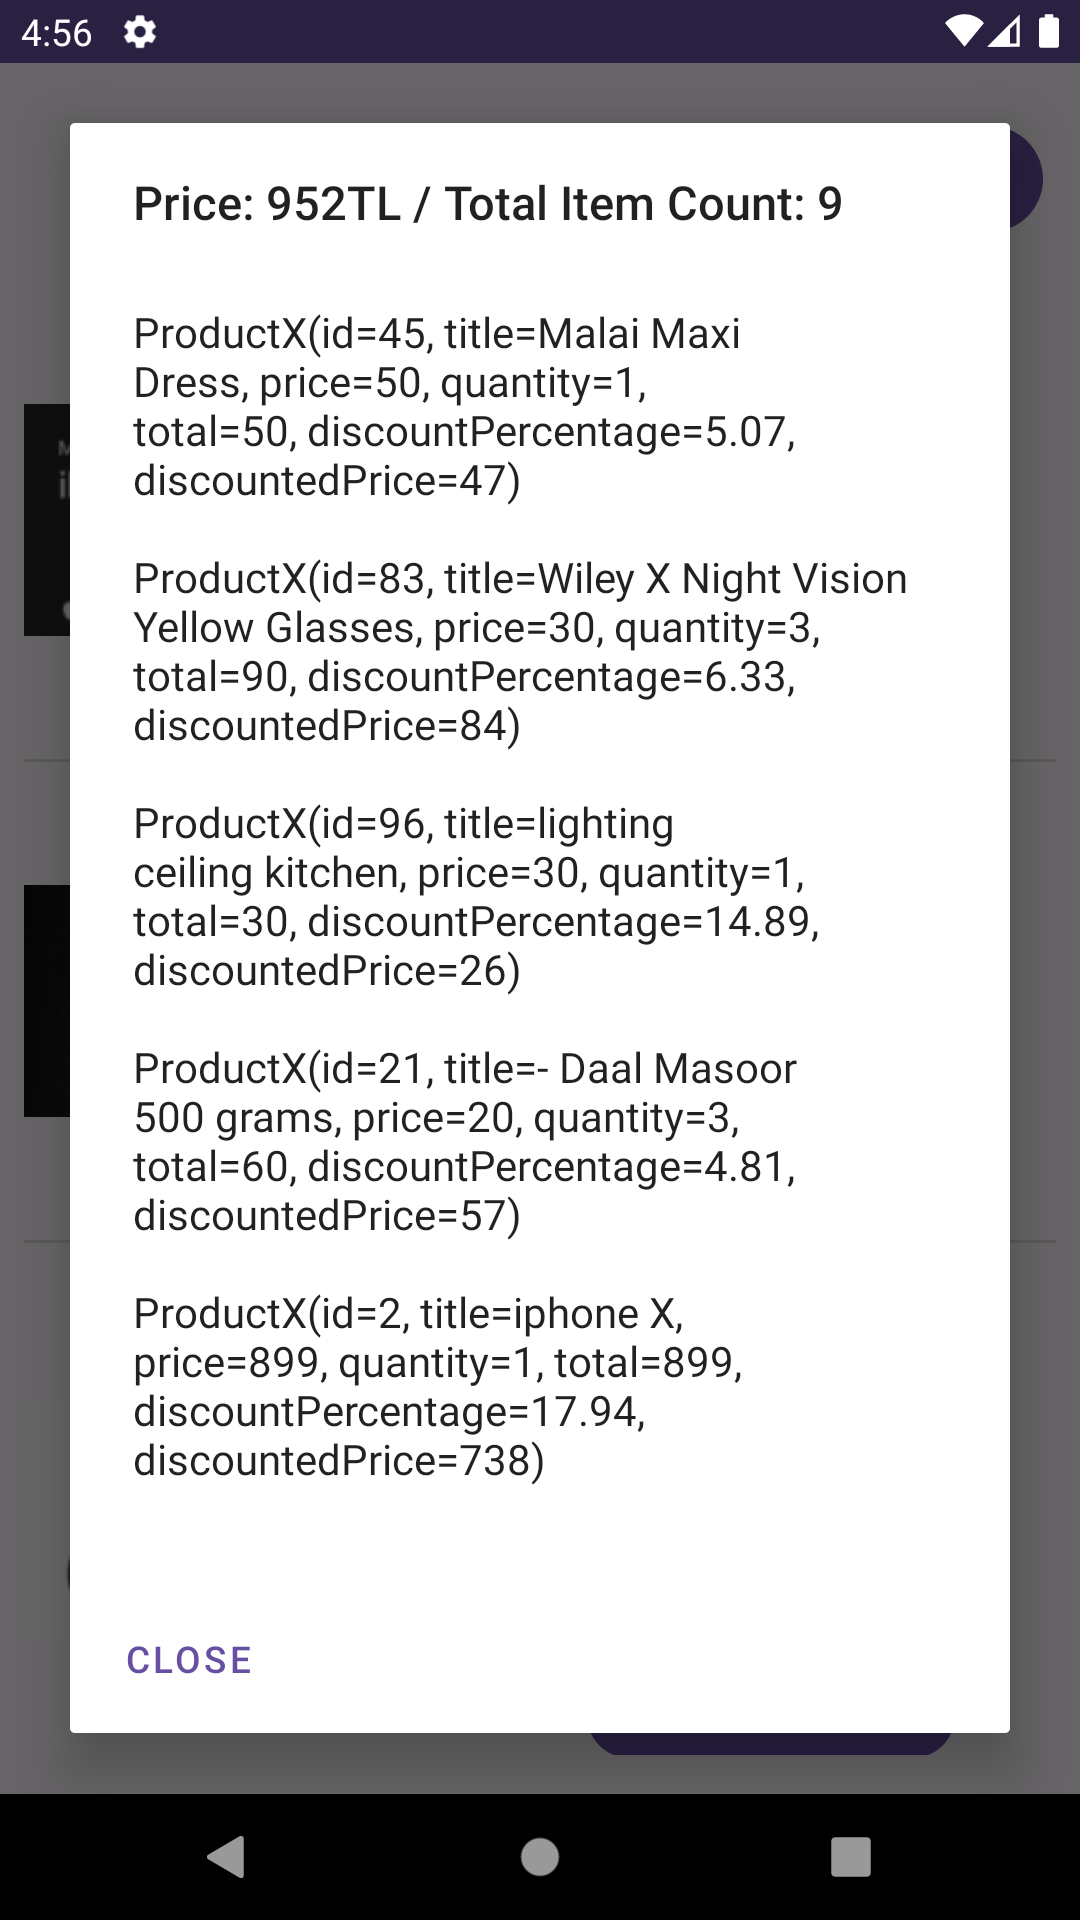 4:56
Price: 952TL / Total Item Count: 9
ProductX(id=45, title=Malai Maxi
Dress, price=50, quantity=1,
total=50, discountPercentage=5.07,
discountedPrice=47)
ProductX(id=83, title=Wiley X Night Vision
Yellow Glasses, price=30, quantity=3,
total=90, discountPercentage=6.33,
discountedPrice=84)
ProductX(id=96, title=lighting
ceiling kitchen, price=30, quantity=1,
total=30, discountPercentage=14.89,
discountedPrice=26)
ProductX(id=21, title=- Daal Masoor
500 grams, price=20, quantity=3,
total=60, discountPercentage=4.81,
discountedPrice=57)
ProductX(id=2, title=iphone X,
price=899, quantity=1, total=899,
discountPercentage=17.94,
discountedPrice=738)
CLOSE